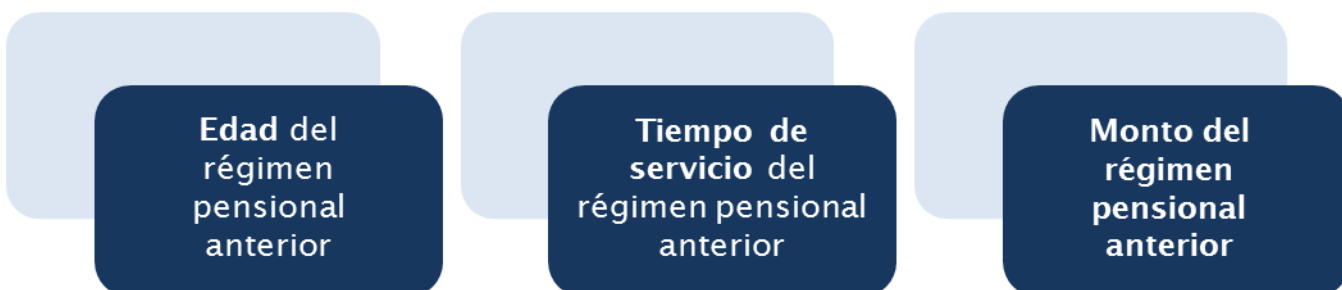 Edad del
régimen
pensional
anterior
Tiempo de
servicio del
régimen pensional
anterior
Monto del
régimen
pensional
anterior